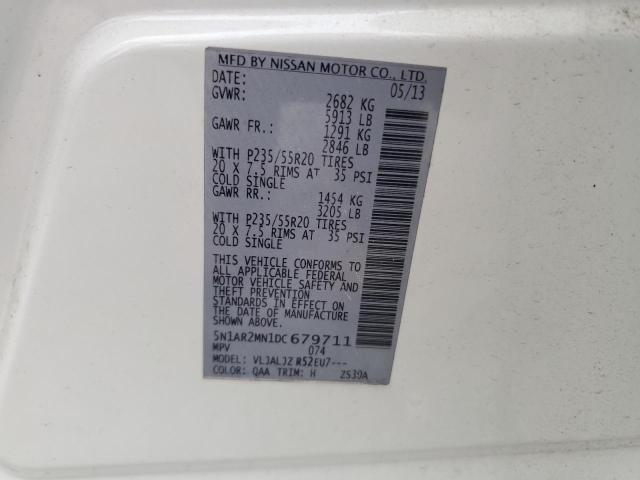 MFD BY NISSAN MOTOR CO., LTD.
DATE: 05/13
GVWR: 2682 KG
5913 LB
GAWR FR.: 1291 KG
2846 LB
WITH P235/55R20 TIRES
20 X 7.5 RIMS AT 35 PSI
COLD SINGLE
GAWR RR.: 1454 KG
3205 LB
WITH P235/55R20 TIRES
20 X 7.5 RIMS AT 35 PSI
COLD SINGLE
THIS VEHICLE CONFORMS TO
ALL APPLICABLE FEDERAL
MOTOR VEHICLE SAFETY AND
THEFT PREVENTION
STANDARDS IN EFFECT ON
THE DATE OF MANUFACTURE
SHOWN ABOVE.
5N1AR2MN1DC679711
MPV 074
MODEL: R52EU7---
COLOR: QAA TRIM: H